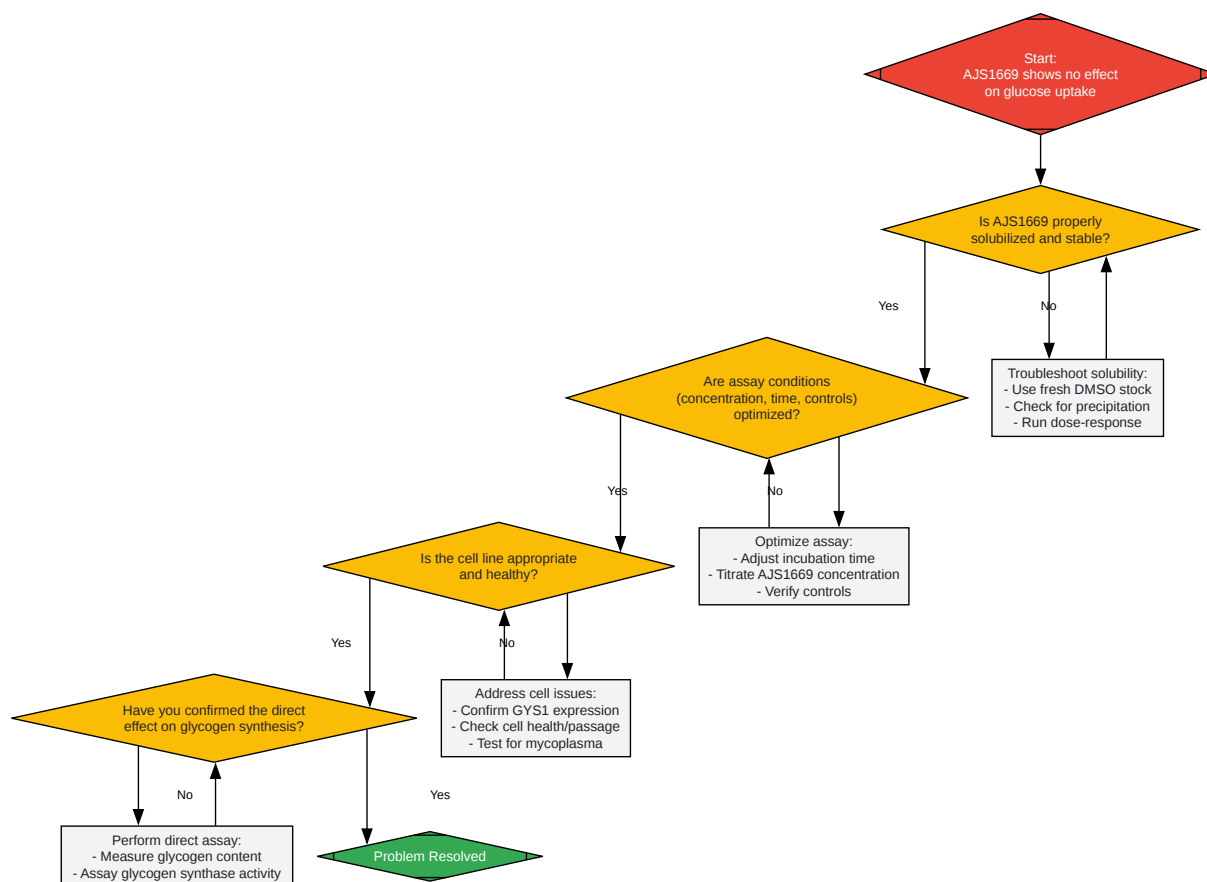 Start:
AJS1669 shows no effect
on glucose uptake
Is AJS1669 properly
solubilized and stable?
Yes
No
Troubleshoot solubility:
- Use fresh DMSO stock
- Check for precipitation
- Run dose-response
Are assay conditions
(concentration, time, controls)
optimized?
Yes
No
Optimize assay:
- Adjust incubation time
- Titrate AJS1669 concentration
- Verify controls
Is the cell line appropriate
and healthy?
Yes
No
Address cell issues:
- Confirm GYS1 expression
- Check cell health/passage
- Test for mycoplasma
Have you confirmed the direct
effect on glycogen synthesis?
No
Yes
Perform direct assay:
- Measure glycogen content
- Assay glycogen synthase activity
Problem Resolved